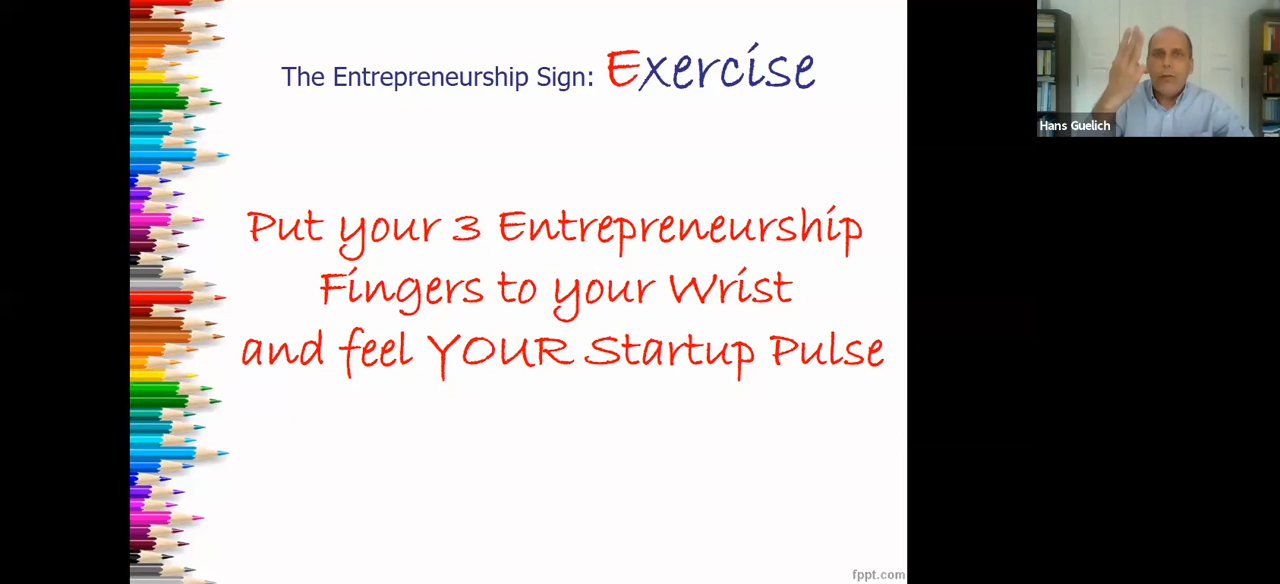 The Entrepreneurship Sign: Exercise
Hans Guelich
Put your 3 Entrepreneurship
Fingers to your Wrist
and feel YOUR Startup Pulse
fppt.com